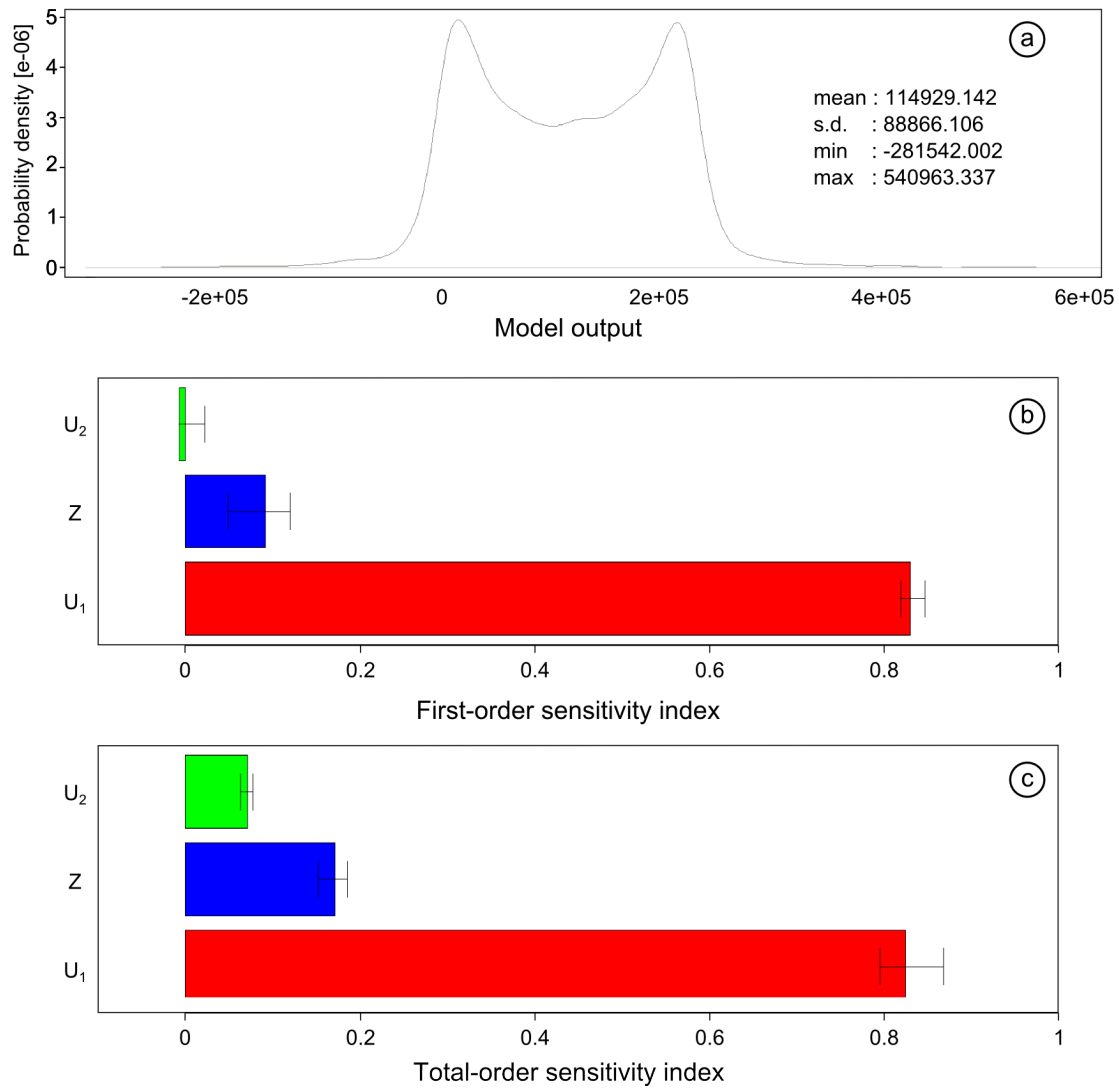 Probability density [e-06]
5
4
3
2
1
0
a
mean : 114929.142
s.d. : 88866.106
min : -281542.002
max : 540963.337
-2e+05 0 2e+05 4e+05 6e+05
Model output
b
U₂
Z
U₁
0 0.2 0.4 0.6 0.8 1
First-order sensitivity index
c
U₂
Z
U₁
0 0.2 0.4 0.6 0.8 1
Total-order sensitivity index